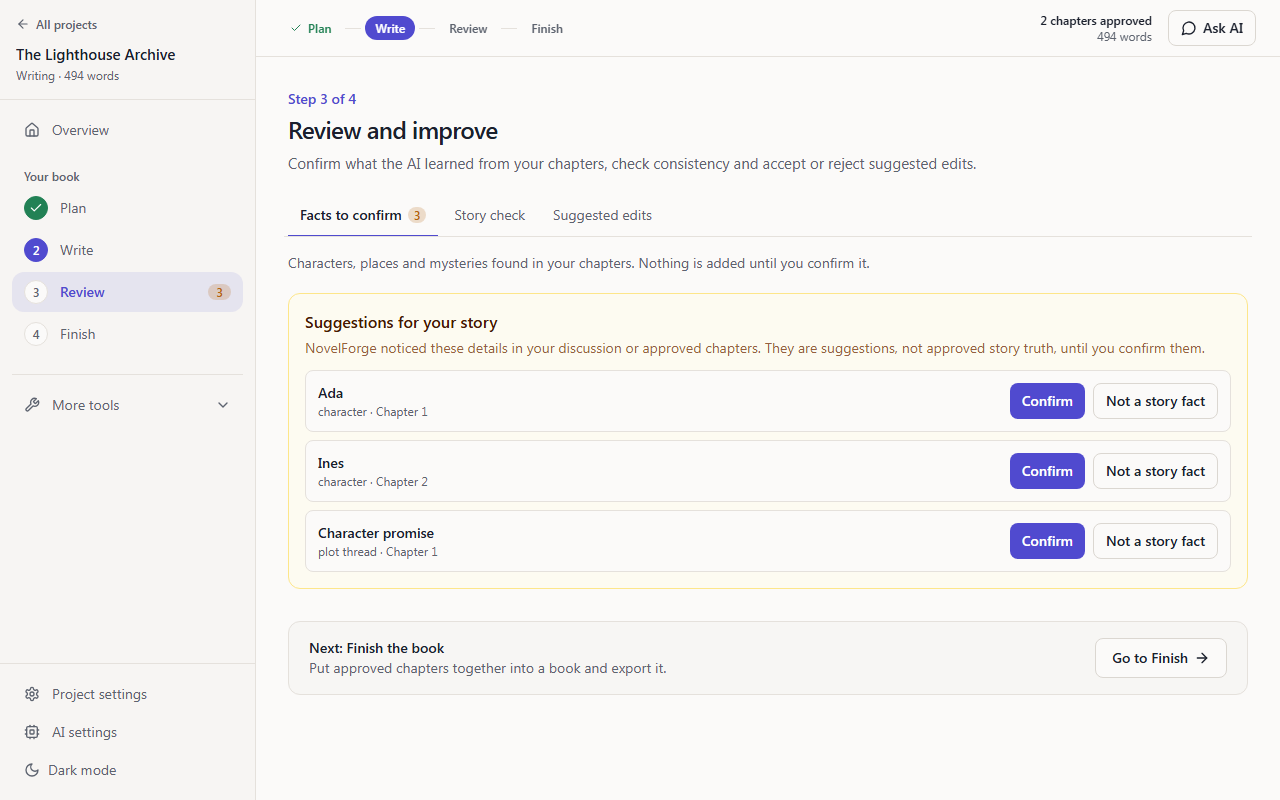 All projects
The Lighthouse Archive
Writing · 494 words
Overview
Your book
Plan
2 Write
3 Review 3
4 Finish
More tools
Project settings
AI settings
Dark mode
Plan Write Review Finish
2 chapters approved
494 words
Ask AI
Step 3 of 4
Review and improve
Confirm what the AI learned from your chapters, check consistency and accept or reject suggested edits.
Facts to confirm 3 Story check Suggested edits
Characters, places and mysteries found in your chapters. Nothing is added until you confirm it.
Suggestions for your story
NovelForge noticed these details in your discussion or approved chapters. They are suggestions, not approved story truth, until you confirm them.
Ada
character · Chapter 1
Confirm Not a story fact
Ines
character · Chapter 2
Confirm Not a story fact
Character promise
plot thread · Chapter 1
Confirm Not a story fact
Next: Finish the book
Put approved chapters together into a book and export it.
Go to Finish